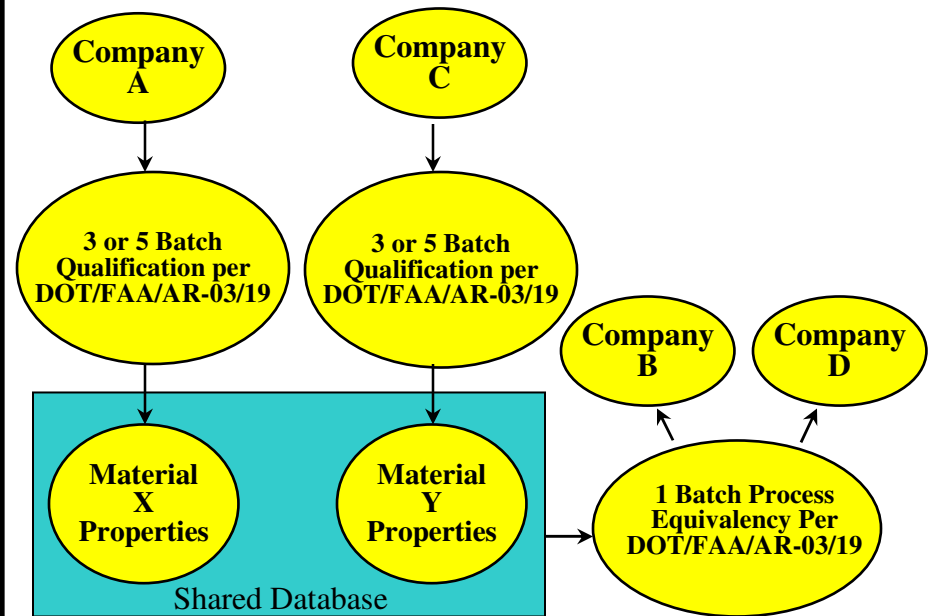 Company
A
Company
C
3 or 5 Batch
Qualification per
DOT/FAA/AR-03/19
3 or 5 Batch
Qualification per
DOT/FAA/AR-03/19
Company
B
Company
D
Material
X
Properties
Material
Y
Properties
1 Batch Process
Equivalency Per
DOT/FAA/AR-03/19
Shared Database